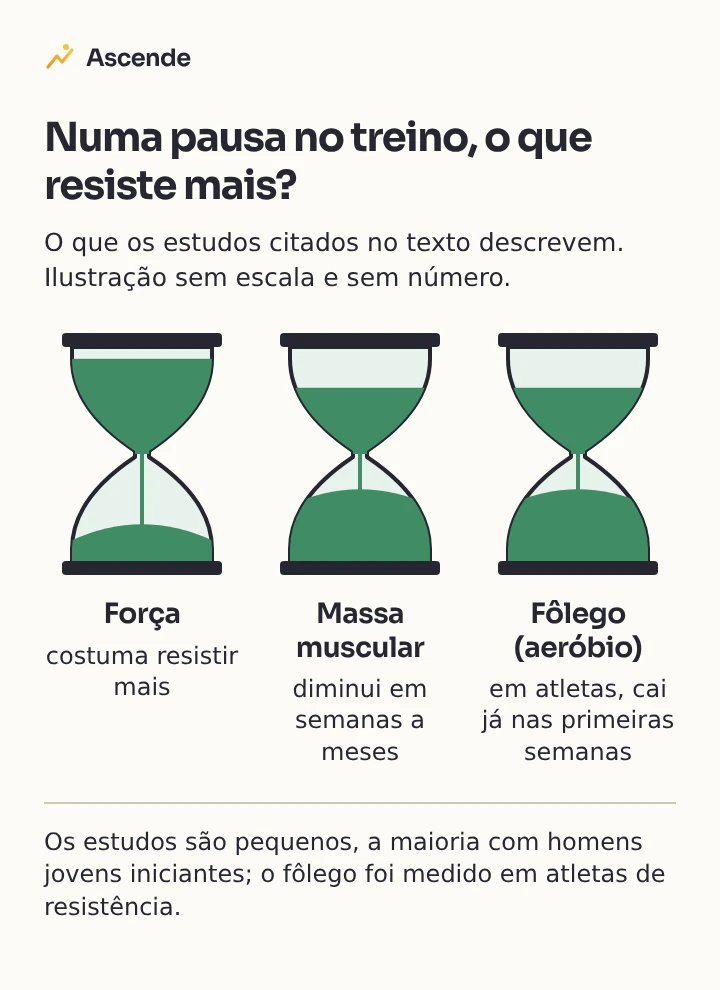 Ascende
Numa pausa no treino, o que
resiste mais?
O que os estudos citados no texto descrevem.
Ilustração sem escala e sem número.
Força
costuma resistir
mais
Massa
muscular
diminui em
semanas a
meses
Fôlego
(aeróbio)
em atletas, cai
já nas primeiras
semanas
Os estudos são pequenos, a maioria com homens
jovens iniciantes; o fôlego foi medido em atletas de
resistência.